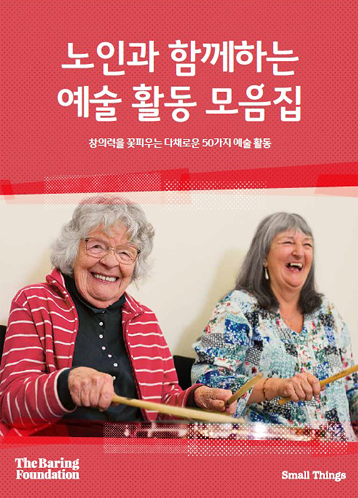 노인과 함께하는
예술 활동 모음집
창의력을 꽃피우는 다채로운 50가지 예술 활동
The Baring
Foundation
Small Things